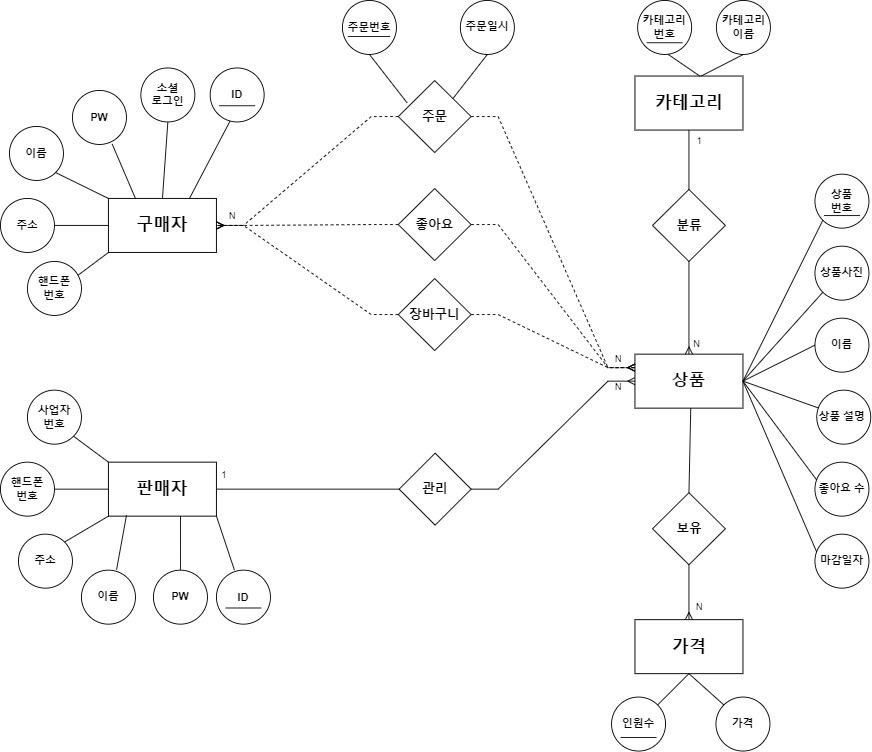 주문번호
주문일시
카테고리
번호
카테고리
이름
소셜
로그인
ID
PW
이름
주소
핸드폰
번호
구매자
N
주문
좋아요
장바구니
카테고리
1
분류
N
상품
번호
상품사진
이름
상품 설명
좋아요 수
마감일자
N
N
상품
사업자
번호
핸드폰
번호
주소
이름
PW
ID
판매자
1
관리
보유
N
가격
인원수
가격